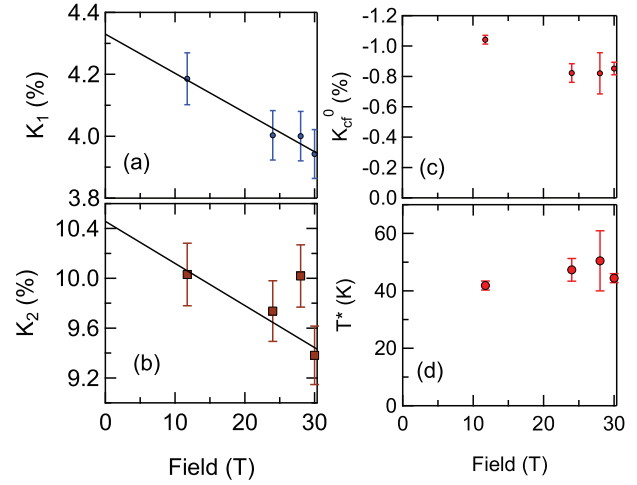 4.4
4.2
4.0
3.8
K1 (%)
(a)
10.4
10.0
9.6
9.2
K2 (%)
(b)
0
10
20
30
Field (T)
-1.2
-1.0
-0.8
-0.6
-0.4
-0.2
0.0
Kcf0 (%)
(c)
60
40
20
0
T* (K)
(d)
0
10
20
30
Field (T)